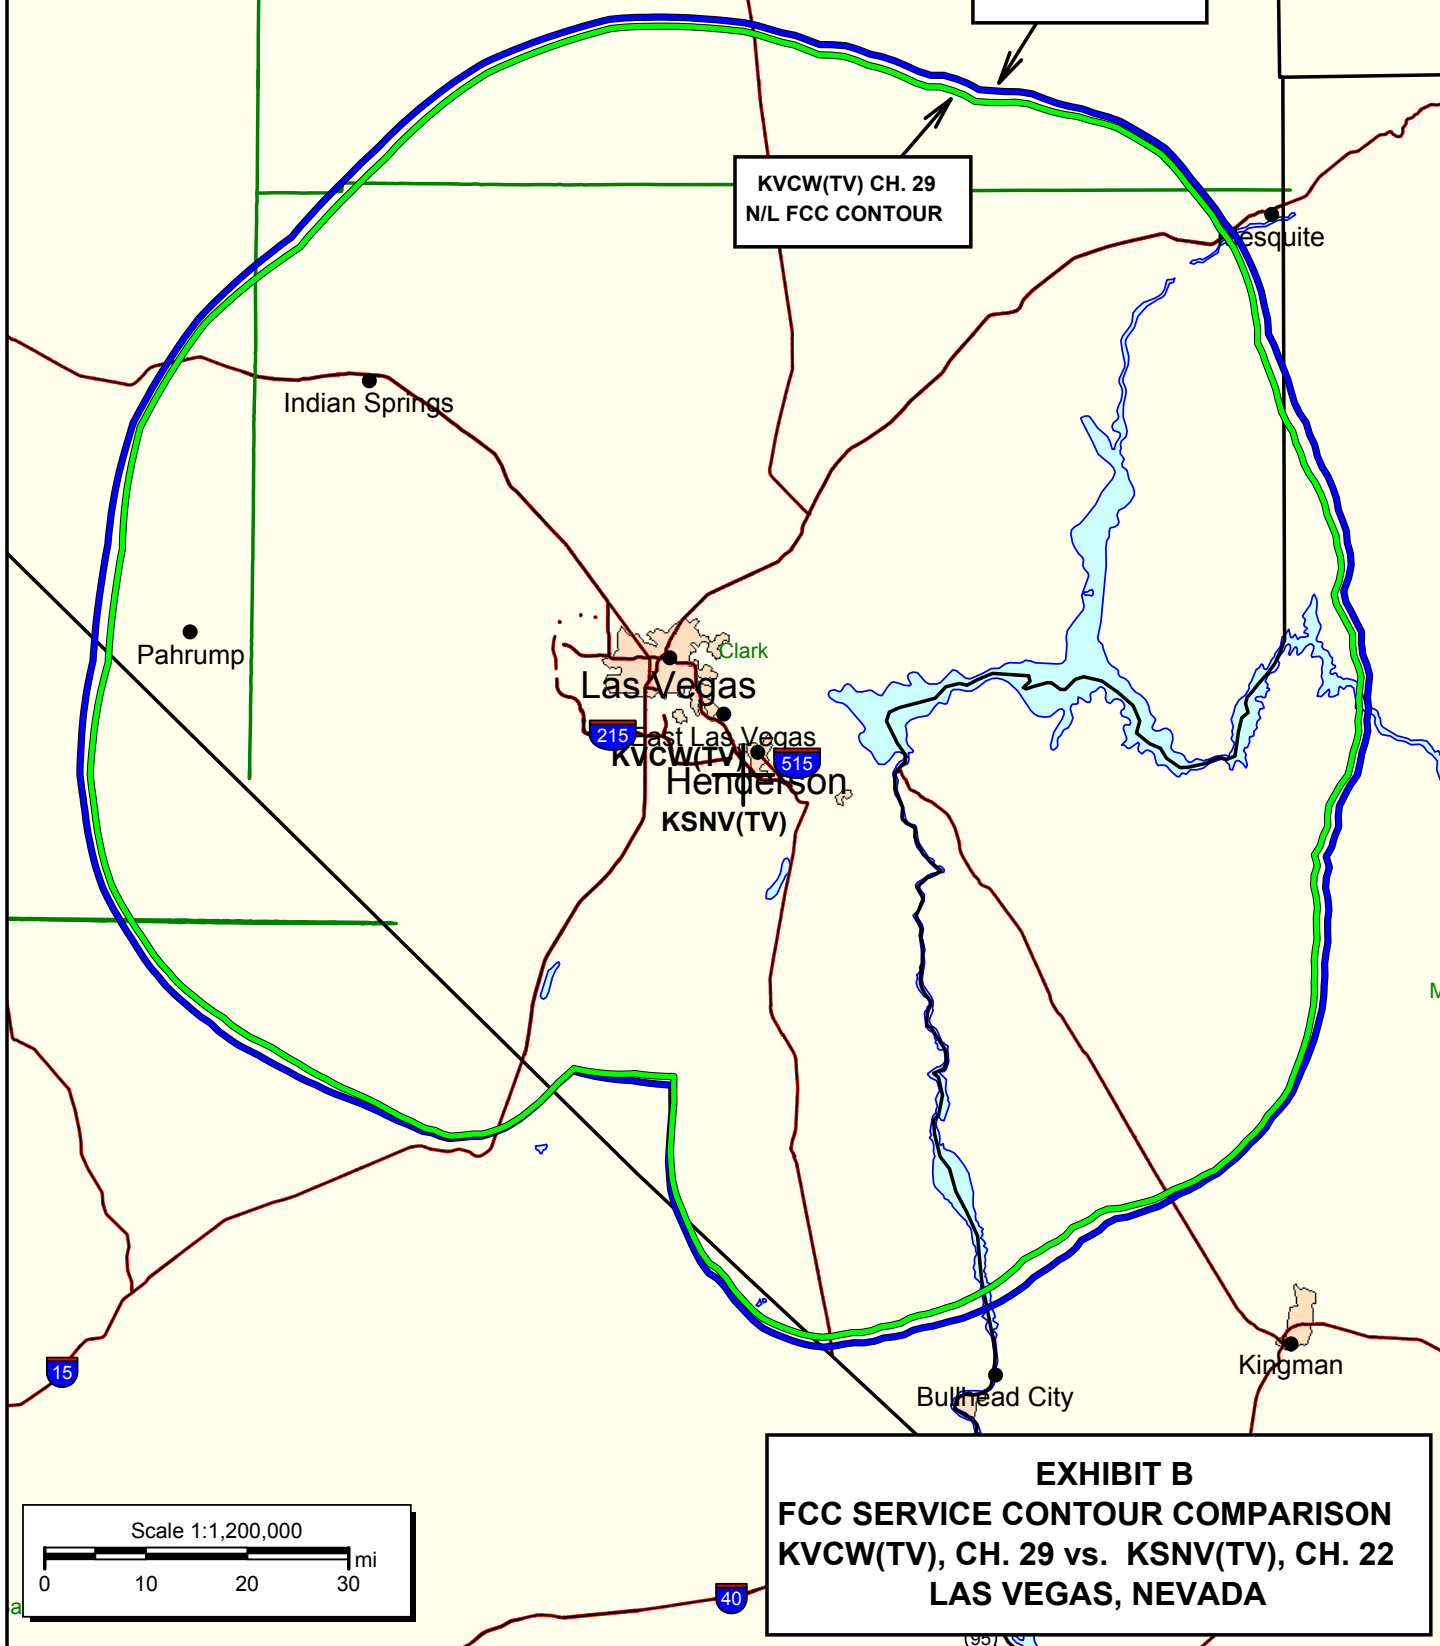 KVCW(TV) CH. 29
N/L FCC CONTOUR
esquite
Indian Springs
Pahrump
Clark
Las Vegas
215
East Las Vegas
KVCW(TV)
515
Henderson
KSNV(TV)
M
15
Kingman
Bullhead City
EXHIBIT B
FCC SERVICE CONTOUR COMPARISON
KVCW(TV), CH. 29 vs. KSNV(TV), CH. 22
LAS VEGAS, NEVADA
Scale 1:1,200,000
mi
0 10 20 30
a
40
(95)